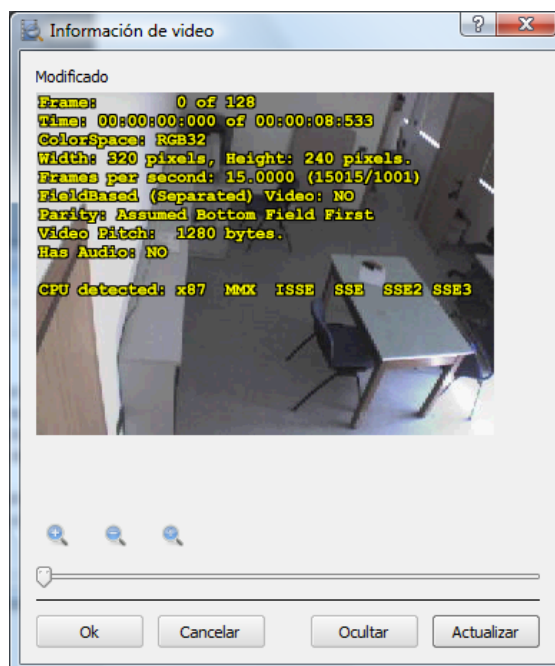 Información de video
Modificado
Frame: 0 of 128
Time: 00:00:00:000 of 00:00:08:533
ColorSpace: RGB32
Width: 320 pixels, Height: 240 pixels.
Frames per second: 15.0000 (15015/1001)
FieldBased (Separated) Video: NO
Parity: Assumed Bottom Field First
Video Pitch: 1280 bytes.
Has Audio: NO
CPU detected: x87 MMX ISSE SSE SSE2 SSE3
Ok Cancelar Ocultar Actualizar